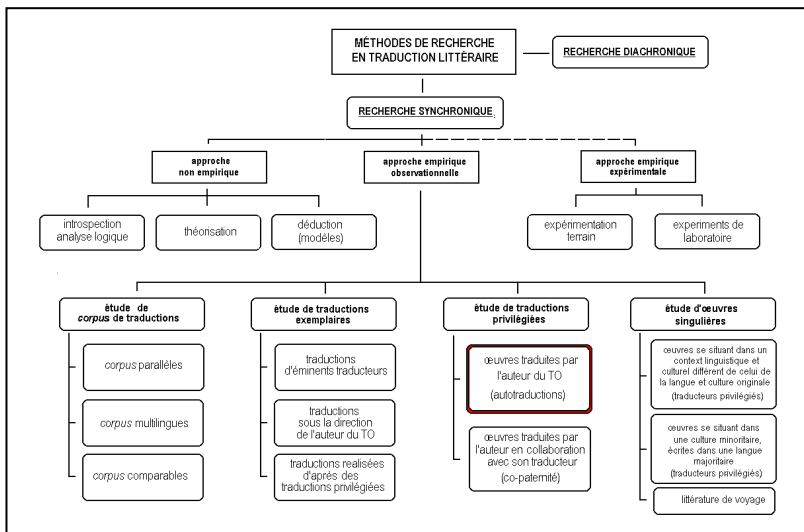 MÉTHODES DE RECHERCHE
EN TRADUCTION LITTÉRAIRE
RECHERCHE DIACHRONIQUE
RECHERCHE SYNCHRONIQUE
approche
non empirique
approche empirique
observationnelle
approche empirique
expérimentale
introspection
analyse logique
théorisation
déduction
(modèles)
expérimentation
terrain
experiments de
laboratoire
étude de
corpus de traductions
étude de traductions
exemplaires
étude de traductions
privilégiées
étude d'œuvres
singulières
corpus parallèles
corpus multilingues
corpus comparables
traductions
d'éminents traducteurs
traductions
sous la direction
de l'auteur du TO
traductions realisées
d'après des
traductions privilégiées
œuvres traduites par
l'auteur du TO
(autotraductions)
œuvres traduites par
l'auteur en collaboration
avec son traducteur
(co-paternité)
œuvres se situant dans un
context linguistique et
culturel différent de celui de
la langue et culture originale
(traducteurs privilégiés)
œuvres se situant dans
une culture minoritaire,
écrites dans une langue
majoritaire
(traducteurs privilégiés)
littérature de voyage